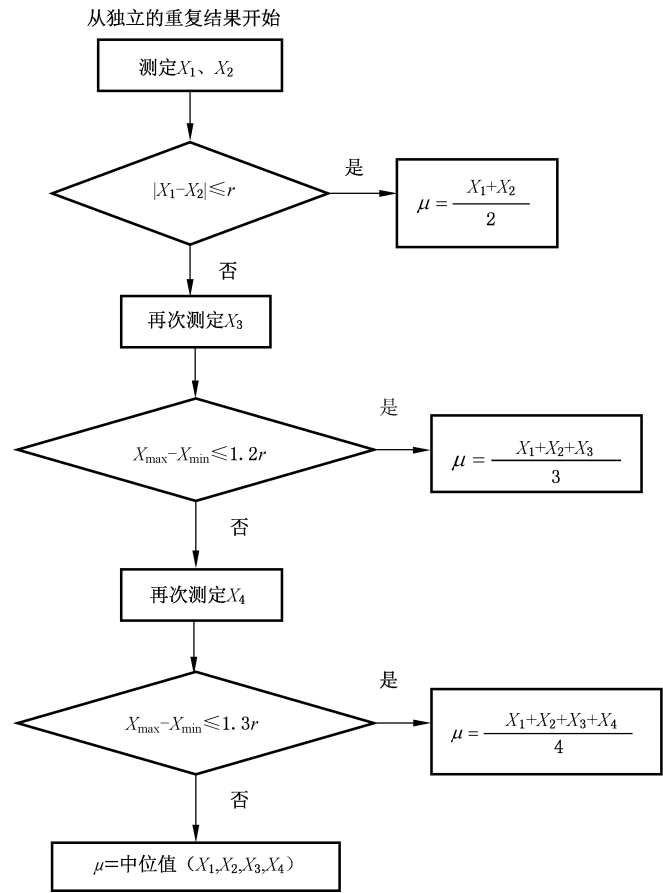 从独立的重复结果开始
测定X₁、X₂
|X₁-X₂|≤r
是
μ = (X₁+X₂)/2
否
再次测定X₃
Xmax-Xmin≤1.2r
是
μ = (X₁+X₂+X₃)/3
否
再次测定X₄
Xmax-Xmin≤1.3r
是
μ = (X₁+X₂+X₃+X₄)/4
否
μ=中位值（X₁,X₂,X₃,X₄）